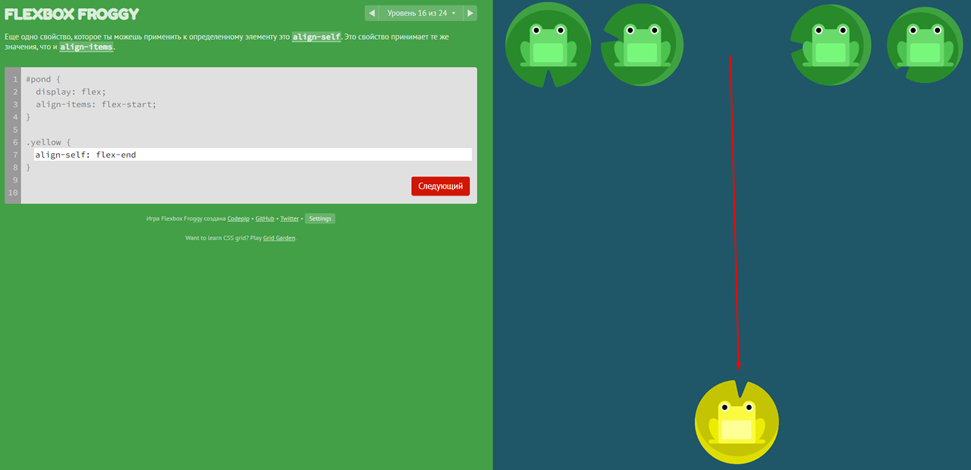 FLEXBOX FROGGY
◀ Уровень 16 из 24 ▾ ▶
Еще одно свойство, которое ты можешь применить к определенному элементу это align-self. Это свойство принимает те же
значения, что и align-items.
1 #pond {
2 display: flex;
3 align-items: flex-start;
4 }
5
6 .yellow {
7 align-self: flex-end
8 }
9
10
Следующий
Игра Flexbox Froggy создана Codepip • GitHub • Twitter • Settings
Want to learn CSS grid? Play Grid Garden.